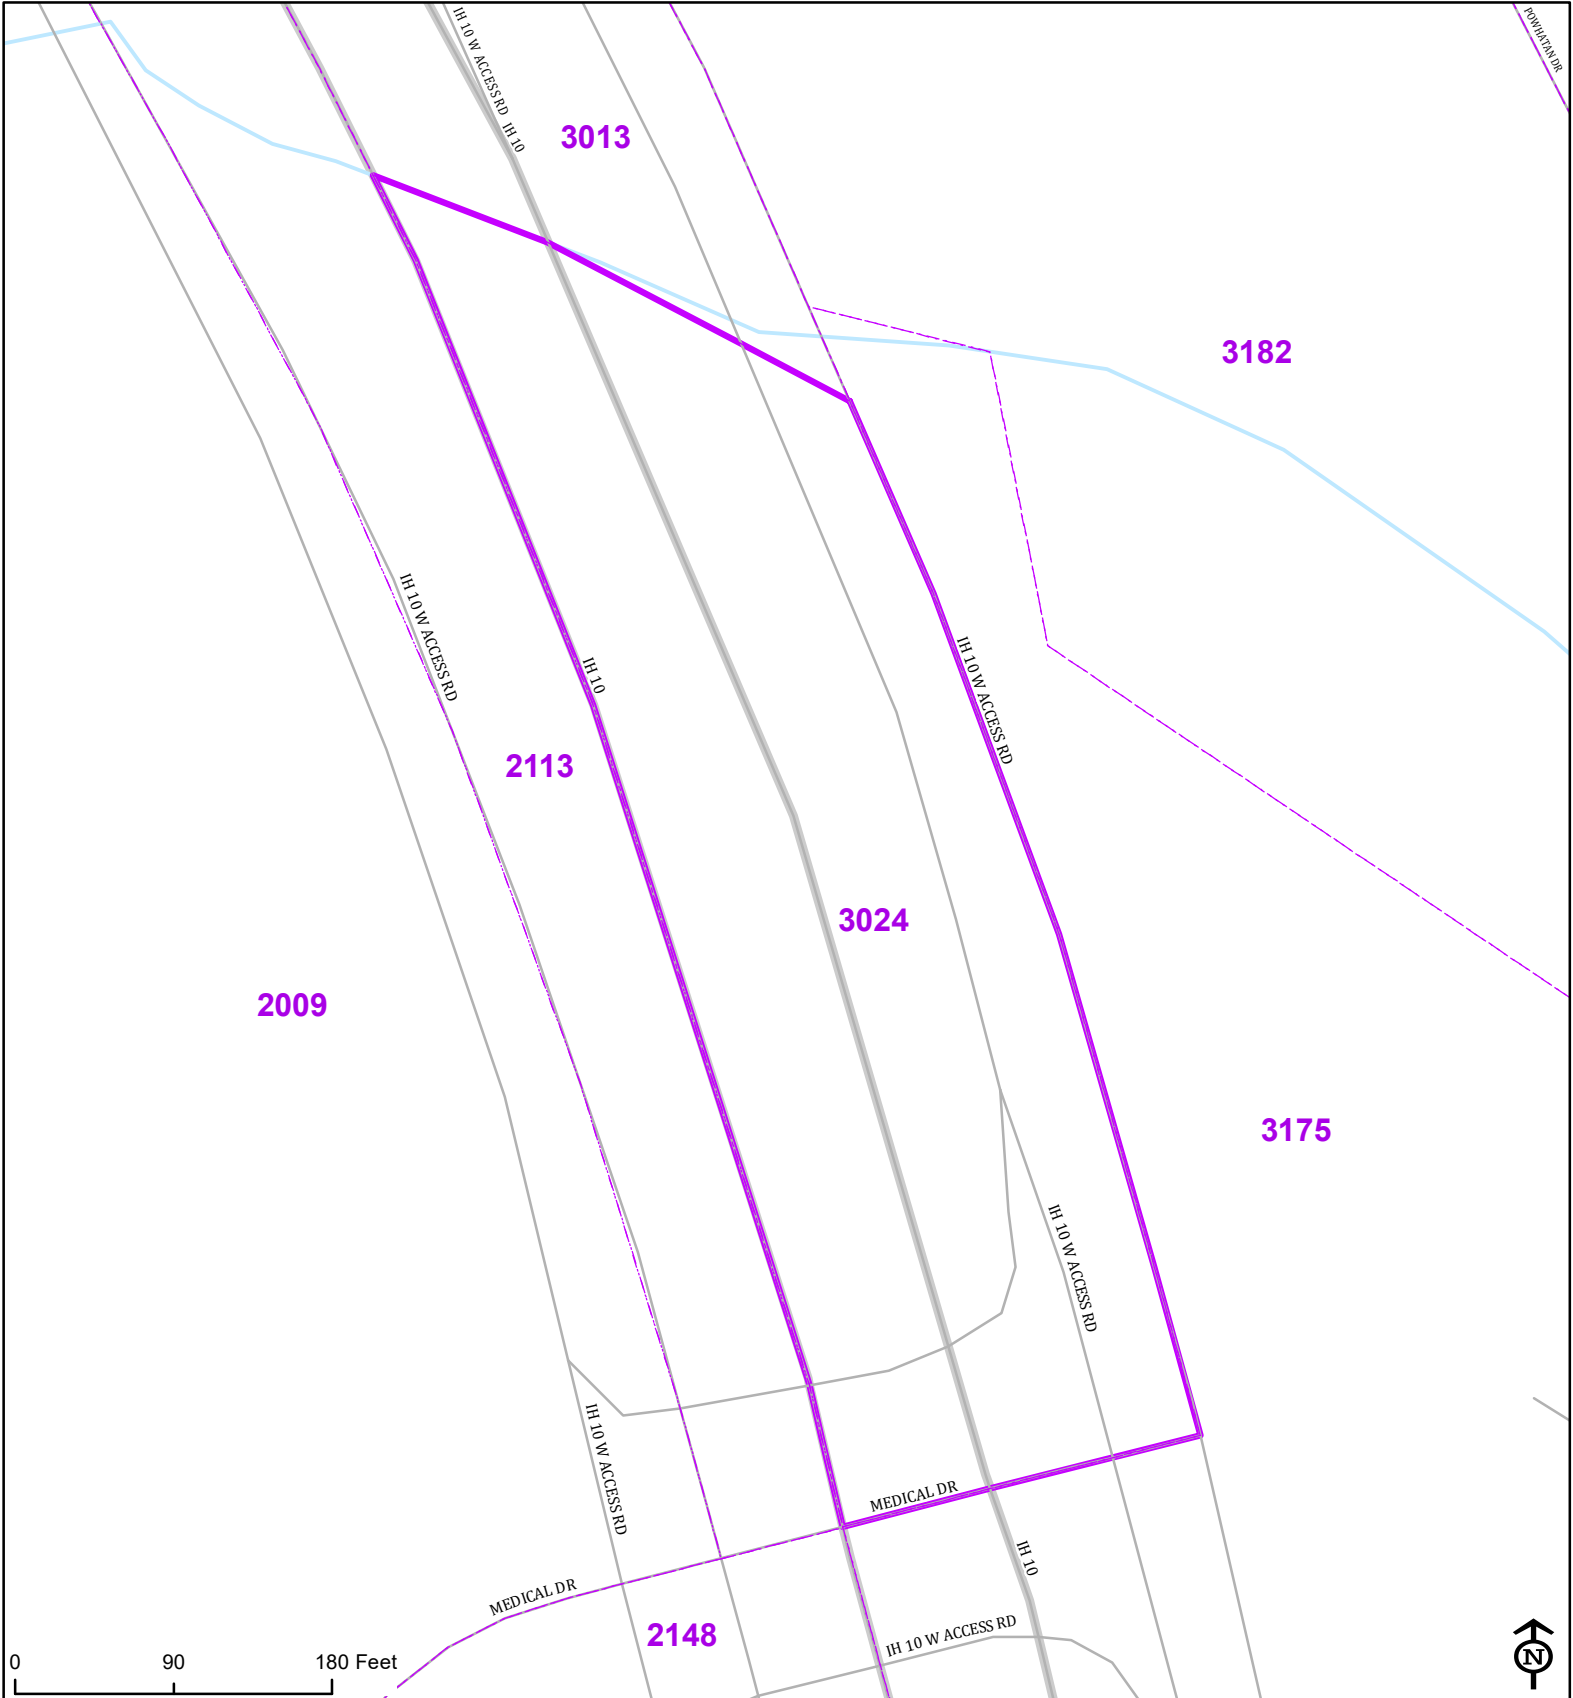 POWHATAN DR
IH 10 W ACCESS RD
IH 10
3013
3182
IH 10 W ACCESS RD
IH 10 W ACCESS RD
IH 10
2113
3024
2009
3175
IH 10 W ACCESS RD
IH 10 W ACCESS RD
MEDICAL DR
IH 10
MEDICAL DR
2148
IH 10 W ACCESS RD
0 90 180 Feet
N